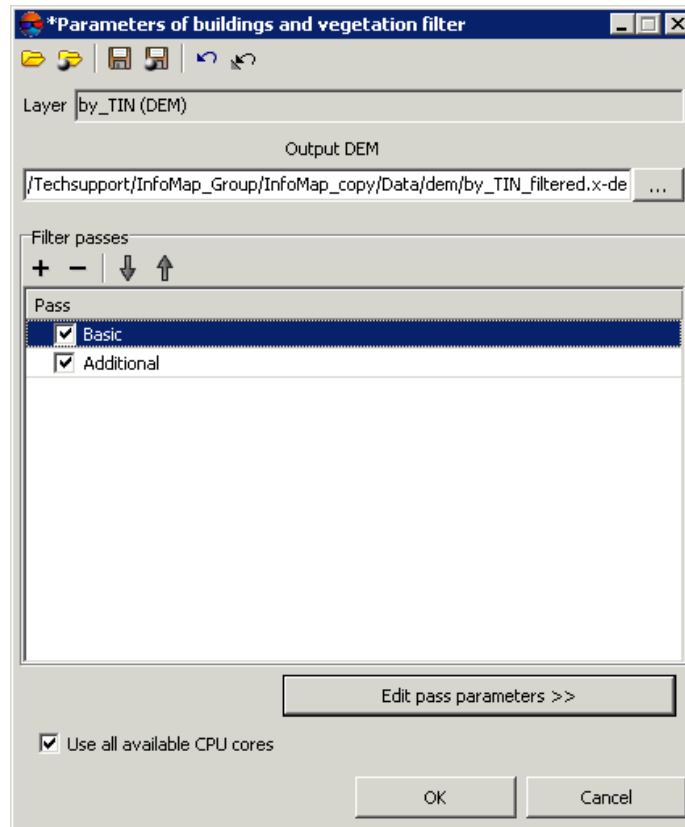 *Parameters of buildings and vegetation filter
Layer by_TIN (DEM)
Output DEM
/Techsupport/InfoMap_Group/InfoMap_copy/Data/dem/by_TIN_filtered.x-de ...
Filter passes
+ −
Pass
Basic
Additional
Edit pass parameters >>
Use all available CPU cores
OK Cancel